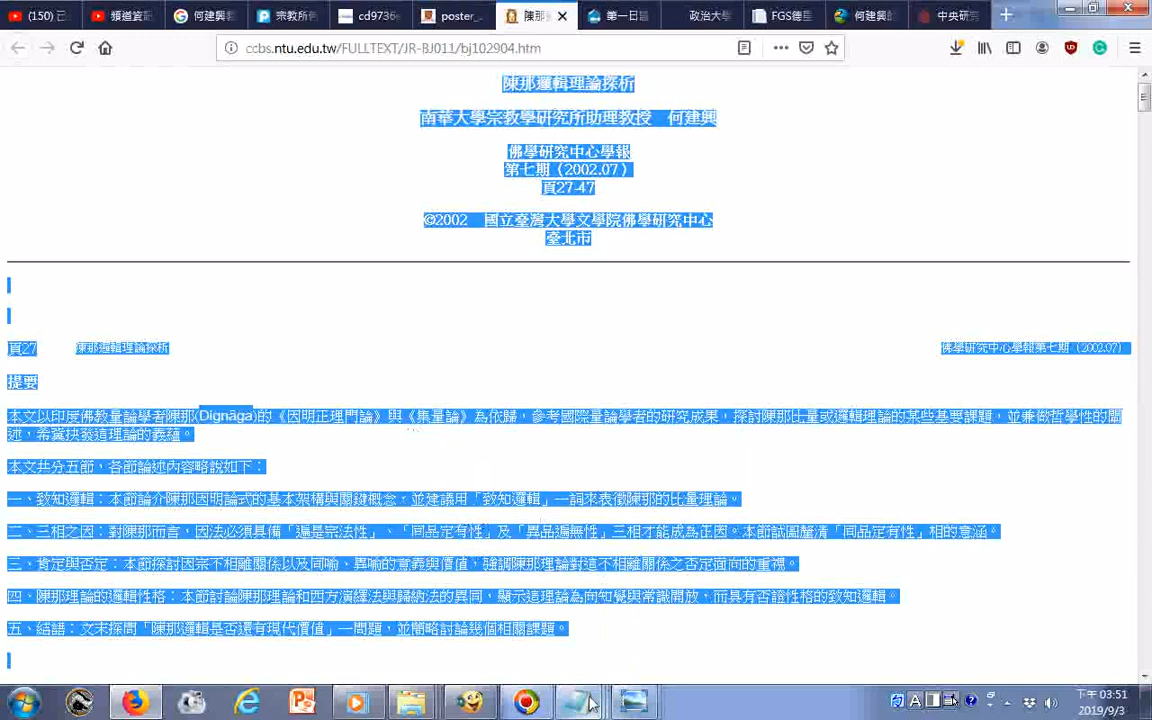 (150) 已
頻道資訊
何建興教
宗教所
cd9736
poster_
陳那
第一日
政治大學
FGS德里
何建興
中央研究
ccbs.ntu.edu.tw/FULLTEXT/JR-BJ011/bj102904.htm
陳那邏輯理論探析
南華大學宗教學研究所助理教授 何建興
佛學研究中心學報
第七期（2002.07）
頁27-47
©2002 國立臺灣大學文學院佛學研究中心
臺北市
頁27 陳那邏輯理論探析 佛學研究中心學報第七期（2002.07）
提要
本文以印度佛教量論學者陳那(Dignāga)的《因明正理門論》與《集量論》為依歸，參考國際量論學者的研究成果，探討陳那比量或邏輯理論的某些基要課題，並兼做哲學性的闡
述，希冀抉發這理論的義蘊。
本文共分五節，各節論述內容略說如下：
一、致知邏輯：本節論介陳那因明論式的基本架構與關鍵概念，並建議用「致知邏輯」一詞來表徵陳那的比量理論。
二、三相之因：對陳那而言，因法必須具備「遍是宗法性」、「同品定有性」及「異品遍無性」三相才能成為正因。本節試圖釐清「同品定有性」相的意涵。
三、肯定與否定：本節探討因宗不相離關係以及同喻、異喻的意義與價值，強調陳那理論對這不相離關係之否定面向的重視。
四、陳那理論的邏輯性格：本節討論陳那理論和西方演繹法與歸納法的異同，顯示這理論為向知覺與常識開放，而具有否證性格的致知邏輯。
五、結語：文末探問「陳那邏輯是否還有現代價值」一問題，並簡略討論幾個相關課題。
下午 03:51
2019/9/3